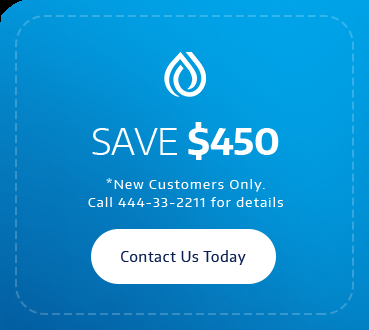 SAVE $450
*New Customers Only.
Call 444-33-2211 for details
Contact Us Today